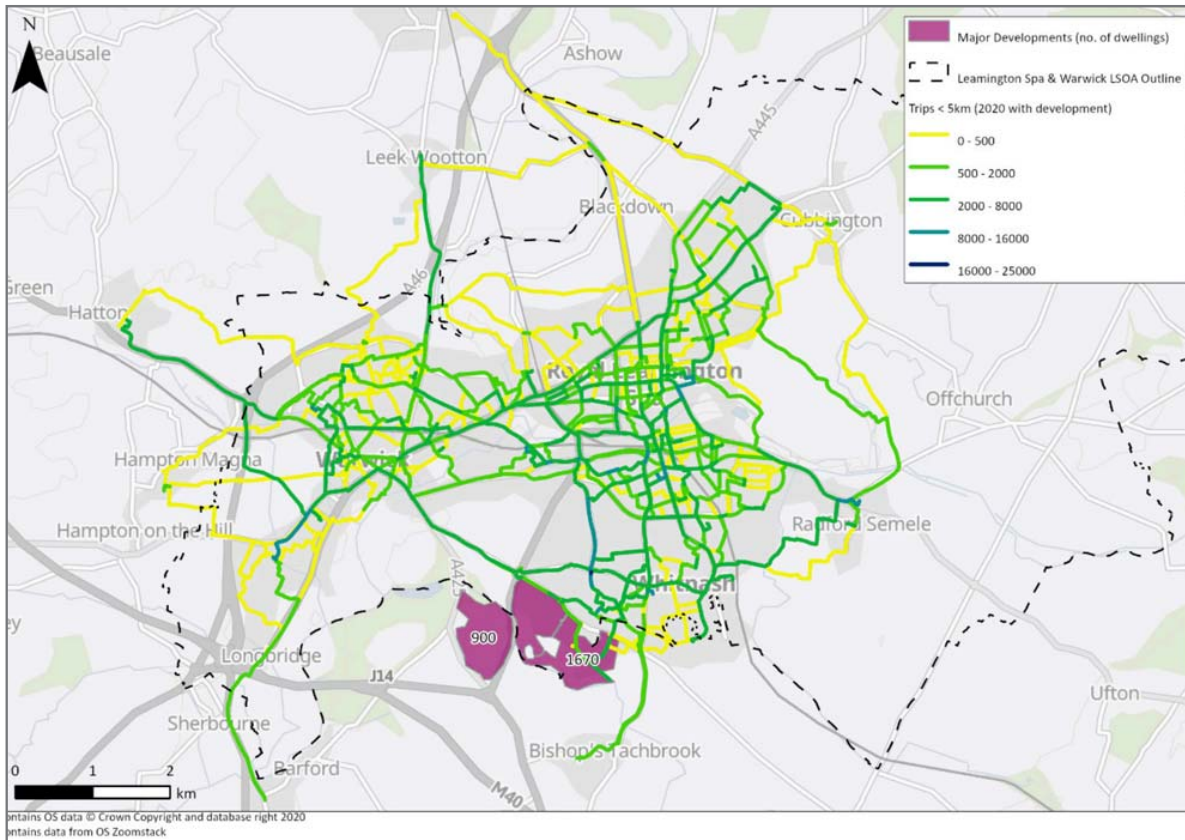 N
Beausale
Ashow
A445
Leek Wootton
Blackdown
Cubbington
A46
Green
Hatton
Offchurch
Hampton Magna
Warwick
Hampton on the Hill
Radford Semele
Whitnash
A425
900
1670
Longbridge
J14
Sherbourne
Ufton
Bishop's Tachbrook
Barford
M40
0 1 2
km
Major Developments (no. of dwellings)
Leamington Spa & Warwick LSOA Outline
Trips < 5km (2020 with development)
0 - 500
500 - 2000
2000 - 8000
8000 - 16000
16000 - 25000
ontains OS data © Crown Copyright and database right 2020
ontains data from OS Zoomstack